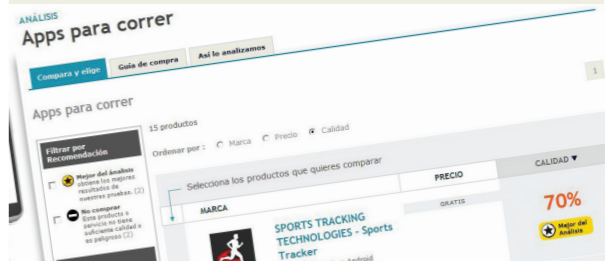 ANÁLISIS
Apps para correr
Compara y elige
Guía de compra
Así lo analizamos
Apps para correr
1
15 productos
Ordenar por : Marca Precio Calidad
Filtrar por
Recomendación
Mejor del Análisis
obtiene los mejores
resultados de
nuestras pruebas. (2)
No comprar
Este producto o
servicio no tiene
suficiente calidad o
es peligroso (2)
Selecciona los productos que quieres comparar
MARCA
PRECIO
CALIDAD ▼
SPORTS TRACKING
TECHNOLOGIES - Sports
Tracker
Android
GRATIS
70%
Mejor del
Análisis